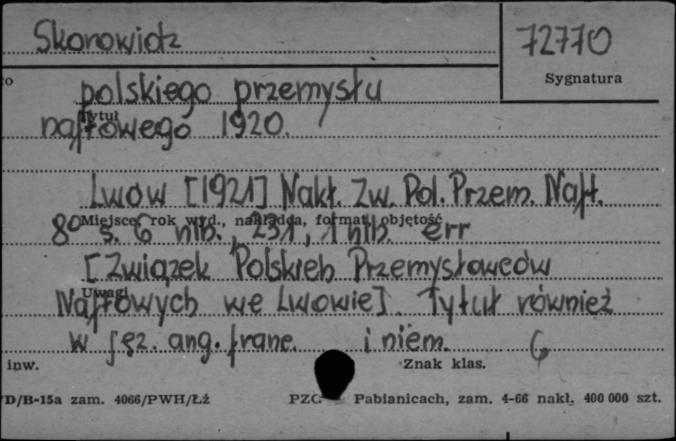 Skorowidz
72770
Sygnatura
polskiego przemysłu
Tytuł
naftowego 1920.
Lwów [1921] Nakł. Zw. Pol. Przem. Naft.
Miejsce, rok wyd., nakładca, format, objętość
8° s. 6 nlb., 231, 1 nlb. err
[Związek Polskich Przemysłowców
Uwagi
Naftowych we Lwowie]. Tytuł również
w jęz. ang. franc. i niem. 6
inw. Znak klas.
D/B-15a zam. 4066/PWH/Łź PZG Pabianicach, zam. 4-66 nakł. 400 000 szt.